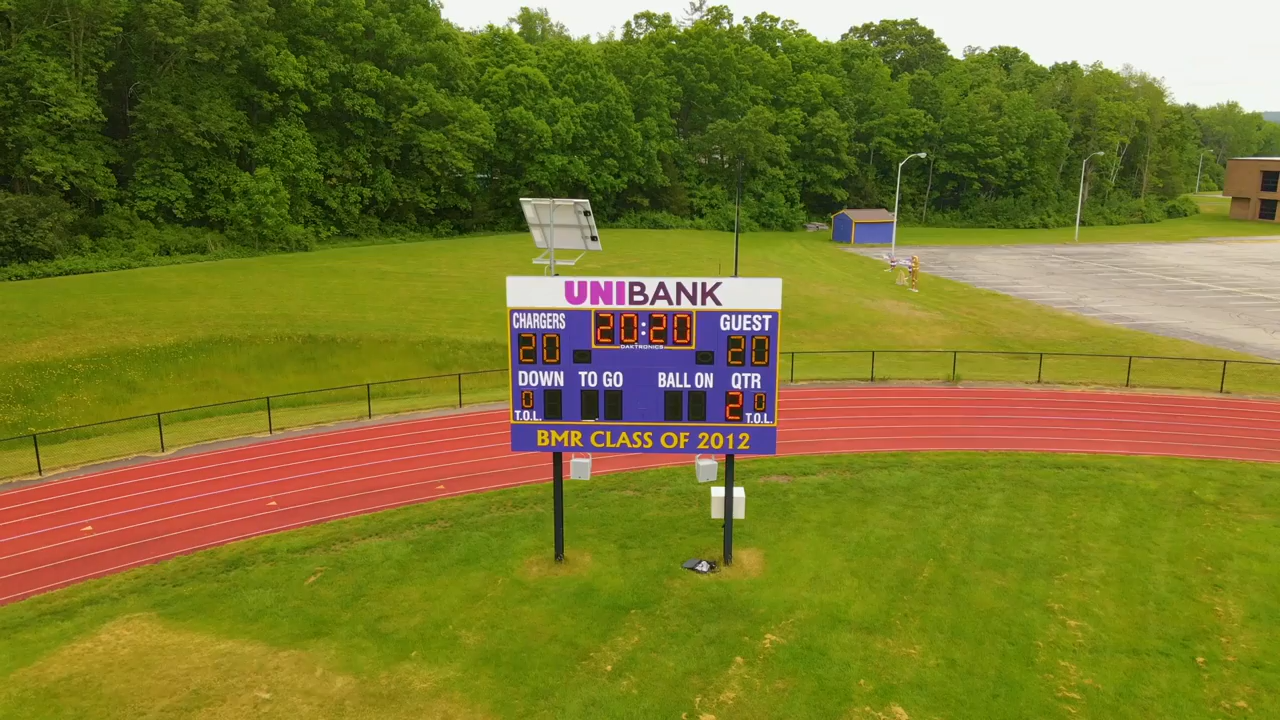 UNIBANK
CHARGERS 20:20 GUEST
DAKTRONICS
20 20
DOWN TO GO BALL ON QTR
0 2 0
T.O.L. T.O.L.
BMR CLASS OF 2012